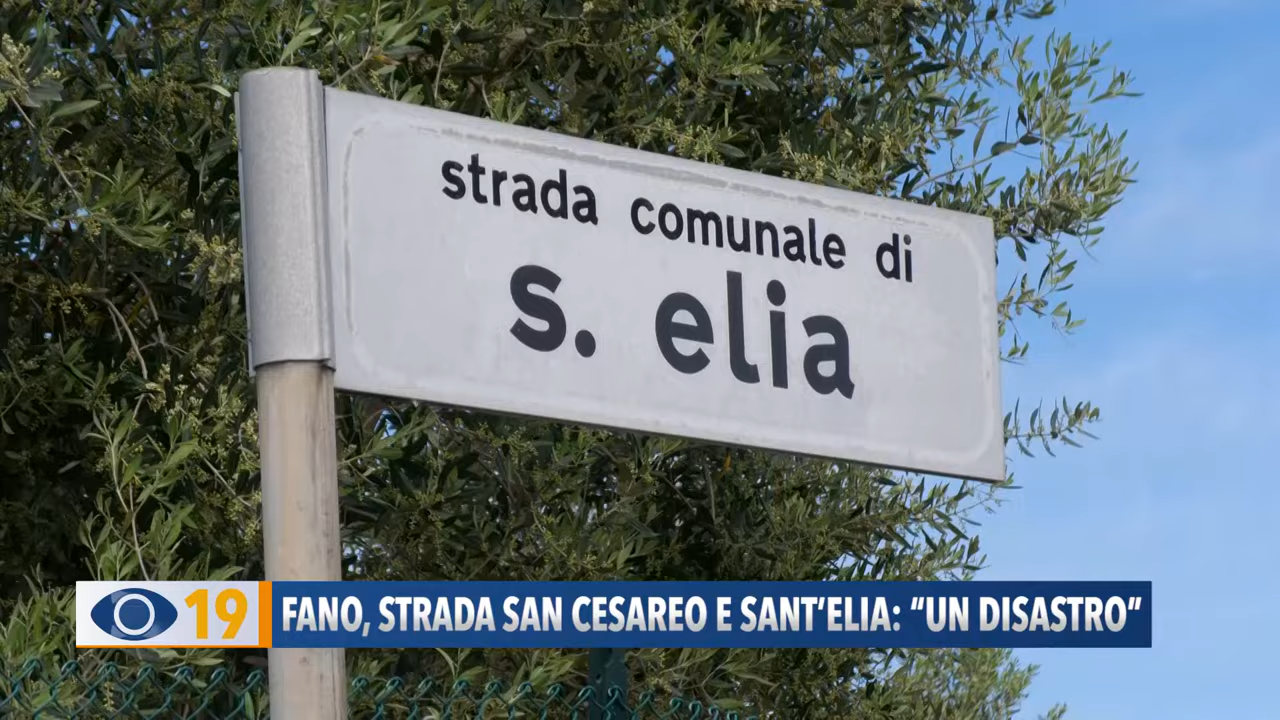 strada comunale di
s. elia
19
FANO, STRADA SAN CESAREO E SANT'ELIA: “UN DISASTRO”